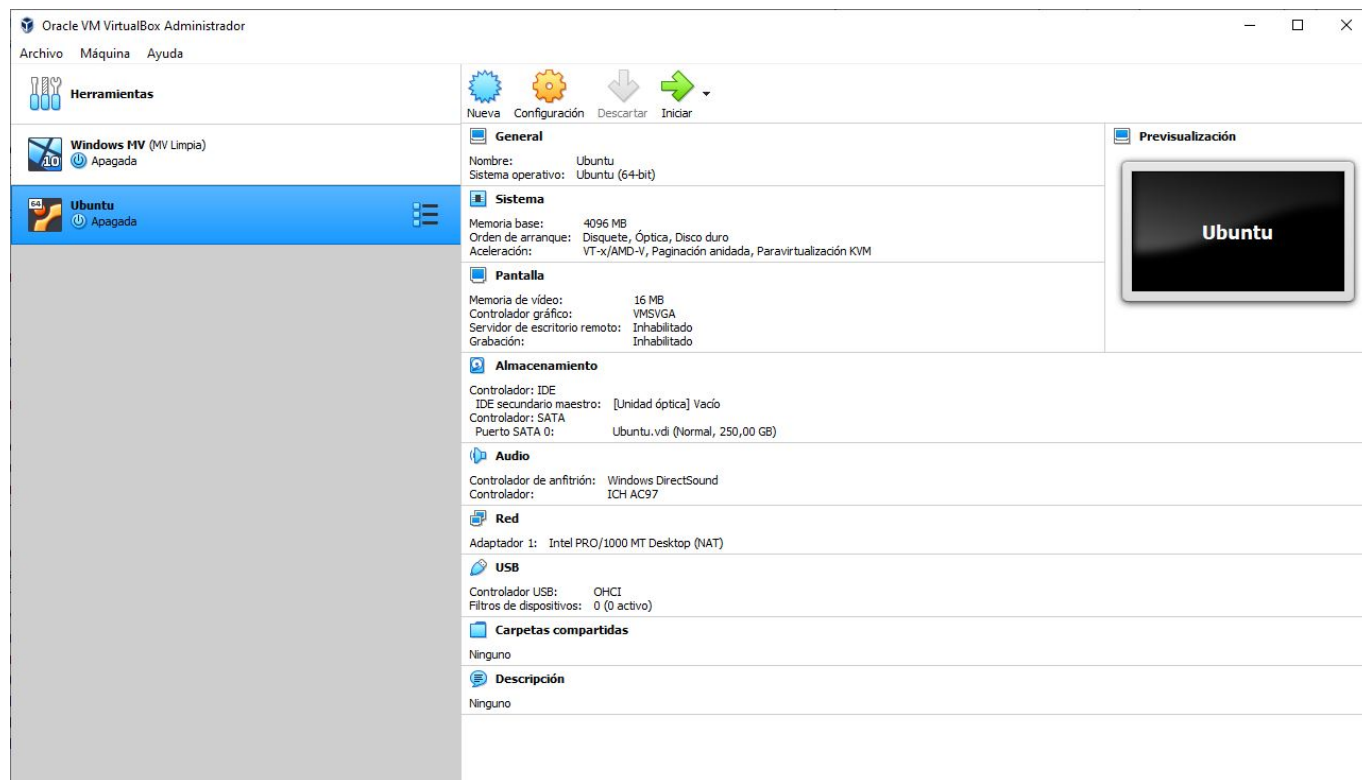 Oracle VM VirtualBox Administrador
Archivo Máquina Ayuda
Herramientas
Windows MV (MV Limpia)
10
Apagada
64
Ubuntu
Apagada
Nueva Configuración Descartar Iniciar
General
Nombre: Ubuntu
Sistema operativo: Ubuntu (64-bit)
Sistema
Memoria base: 4096 MB
Orden de arranque: Disquete, Óptica, Disco duro
Aceleración: VT-x/AMD-V, Paginación anidada, Paravirtualización KVM
Pantalla
Memoria de vídeo: 16 MB
Controlador gráfico: VMSVGA
Servidor de escritorio remoto: Inhabilitado
Grabación: Inhabilitado
Previsualización
Ubuntu
Almacenamiento
Controlador: IDE
IDE secundario maestro: [Unidad óptica] Vacío
Controlador: SATA
Puerto SATA 0: Ubuntu.vdi (Normal, 250,00 GB)
Audio
Controlador de anfitrión: Windows DirectSound
Controlador: ICH AC97
Red
Adaptador 1: Intel PRO/1000 MT Desktop (NAT)
USB
Controlador USB: OHCI
Filtros de dispositivos: 0 (0 activo)
Carpetas compartidas
Ninguno
Descripción
Ninguno